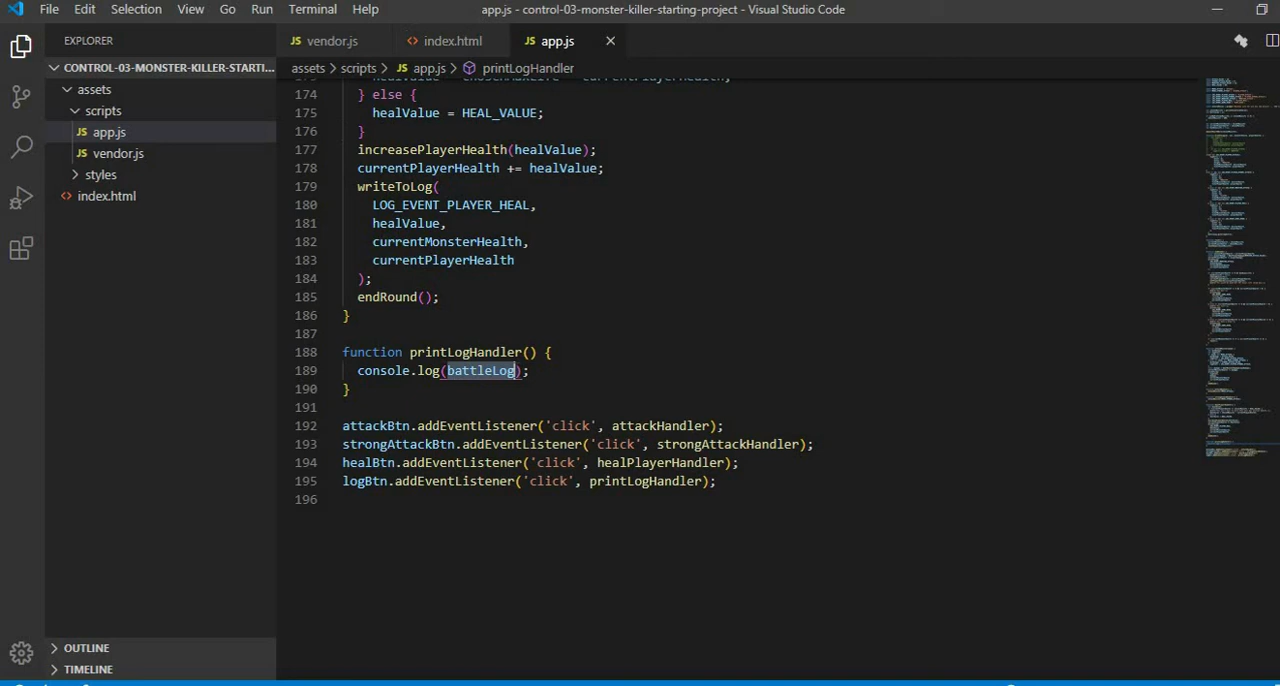 File Edit Selection View Go Run Terminal Help app.js - control-03-monster-killer-starting-project - Visual Studio Code
EXPLORER
CONTROL-03-MONSTER-KILLER-STARTI...
assets
scripts
JS app.js
JS vendor.js
styles
<> index.html
OUTLINE
TIMELINE
JS vendor.js <> index.html JS app.js
assets > scripts > JS app.js > printLogHandler
174 } else {
175 healValue = HEAL_VALUE;
176 }
177 increasePlayerHealth(healValue);
178 currentPlayerHealth += healValue;
179 writeToLog(
180 LOG_EVENT_PLAYER_HEAL,
181 healValue,
182 currentMonsterHealth,
183 currentPlayerHealth
184 );
185 endRound();
186 }
187
188 function printLogHandler() {
189 console.log(battleLog);
190 }
191
192 attackBtn.addEventListener('click', attackHandler);
193 strongAttackBtn.addEventListener('click', strongAttackHandler);
194 healBtn.addEventListener('click', healPlayerHandler);
195 logBtn.addEventListener('click', printLogHandler);
196